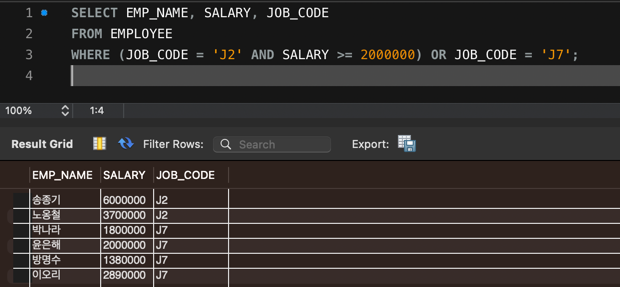 1 SELECT EMP_NAME, SALARY, JOB_CODE
2 FROM EMPLOYEE
3 WHERE (JOB_CODE = 'J2' AND SALARY >= 2000000) OR JOB_CODE = 'J7';
4
100% 1:4
Result Grid Filter Rows: Search Export:
EMP_NAME SALARY JOB_CODE
송종기 6000000 J2
노옹철 3700000 J2
박나라 1800000 J7
윤은해 2000000 J7
방명수 1380000 J7
이오리 2890000 J7